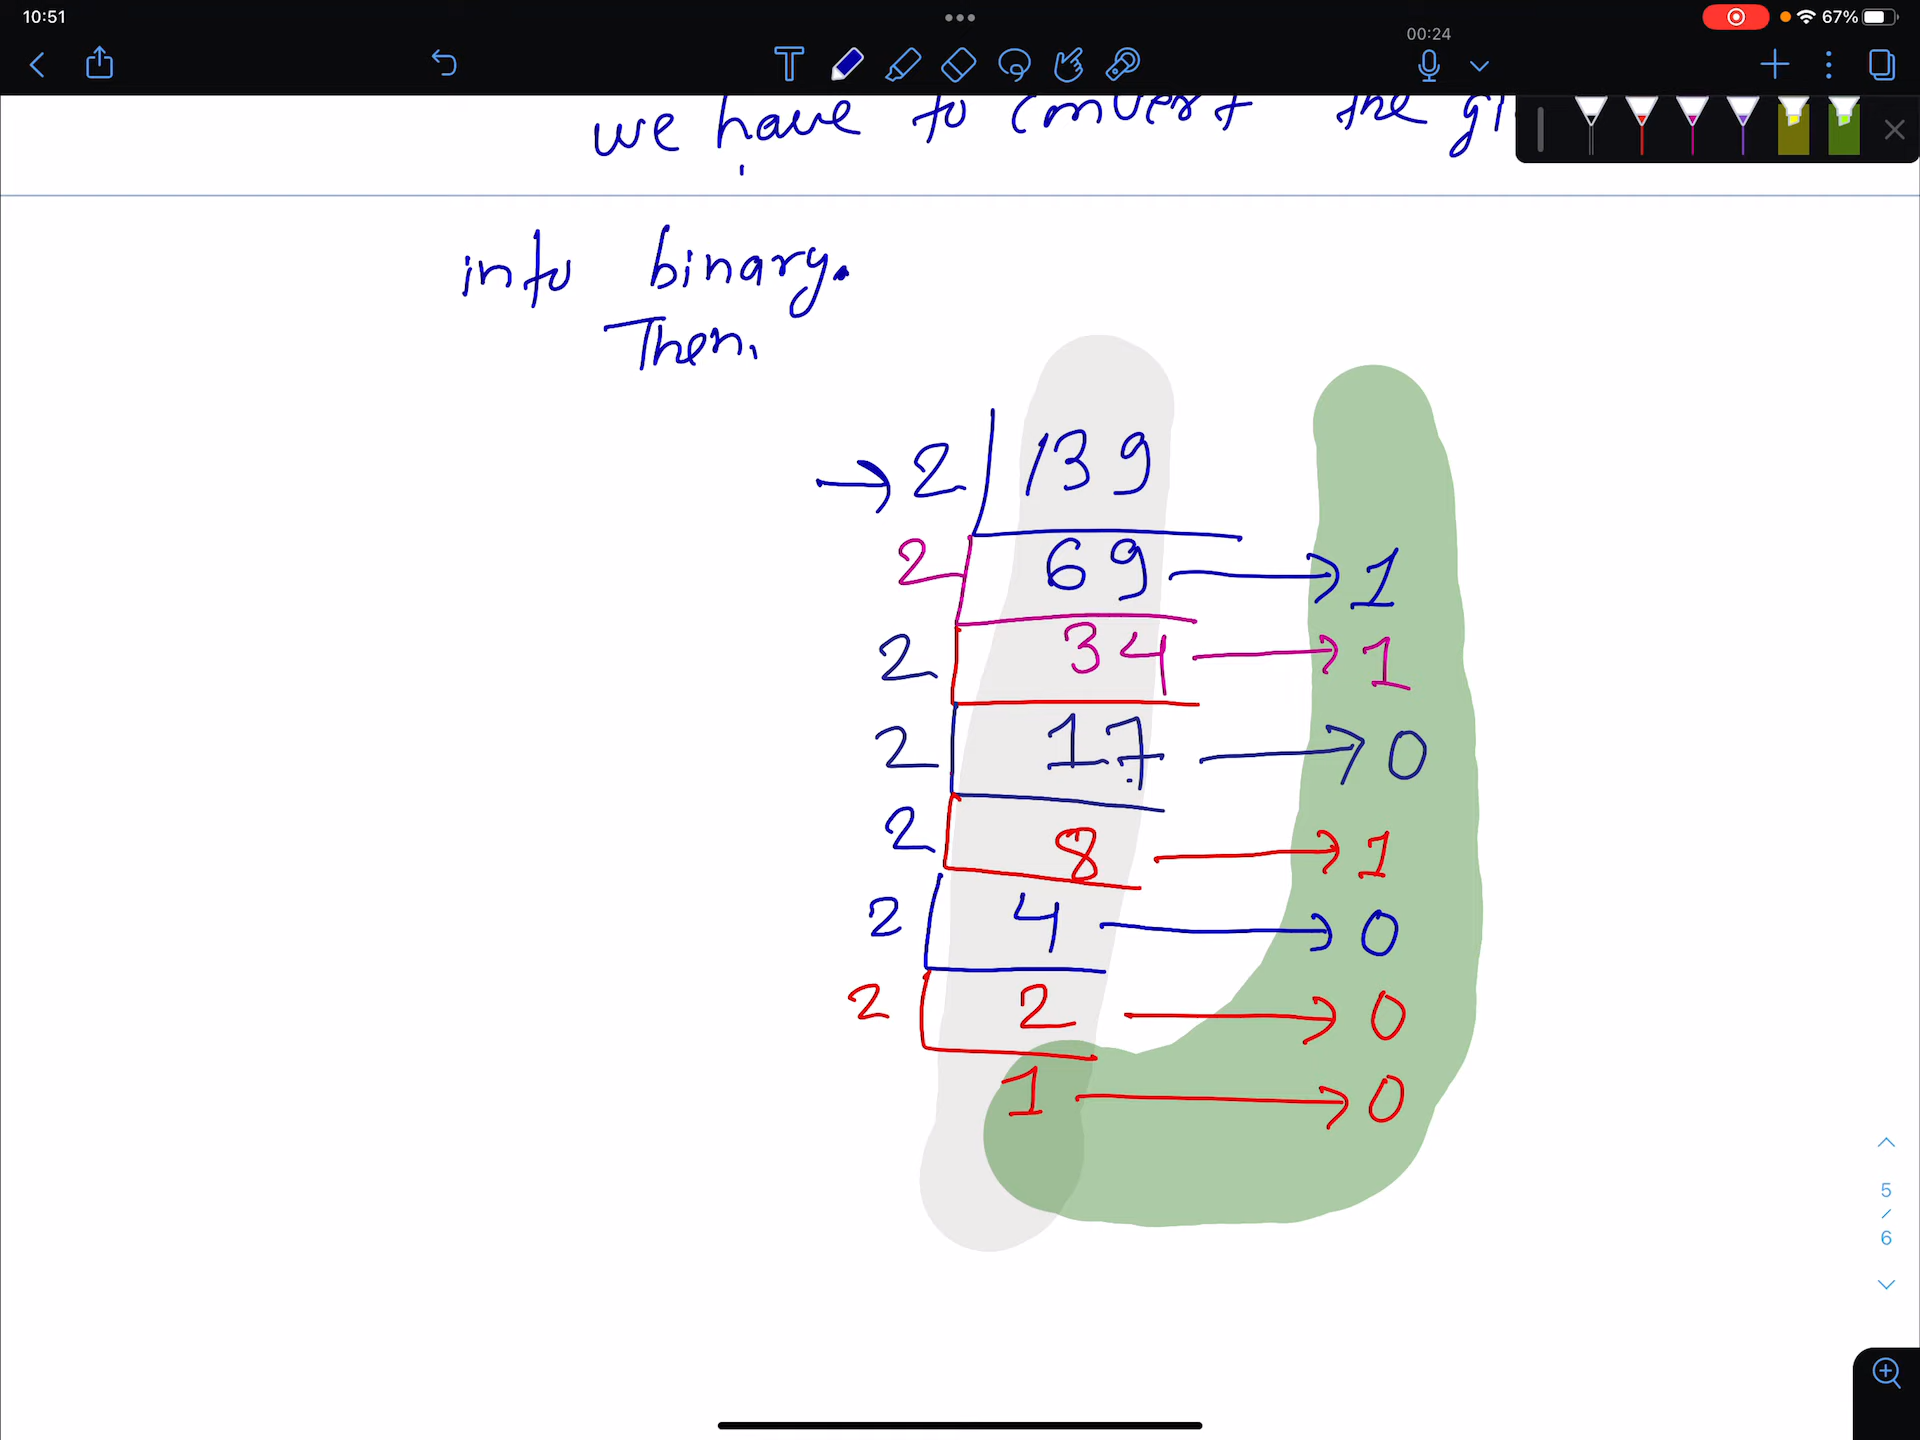 10:51
67%
00:24
we have to convert the gi
into binary.
Then,
→ 2 139
2 69 → 1
2 34 → 1
2 17 → 0
2 8 → 1
2 4 → 0
2 2 → 0
1 → 0
5
/
6